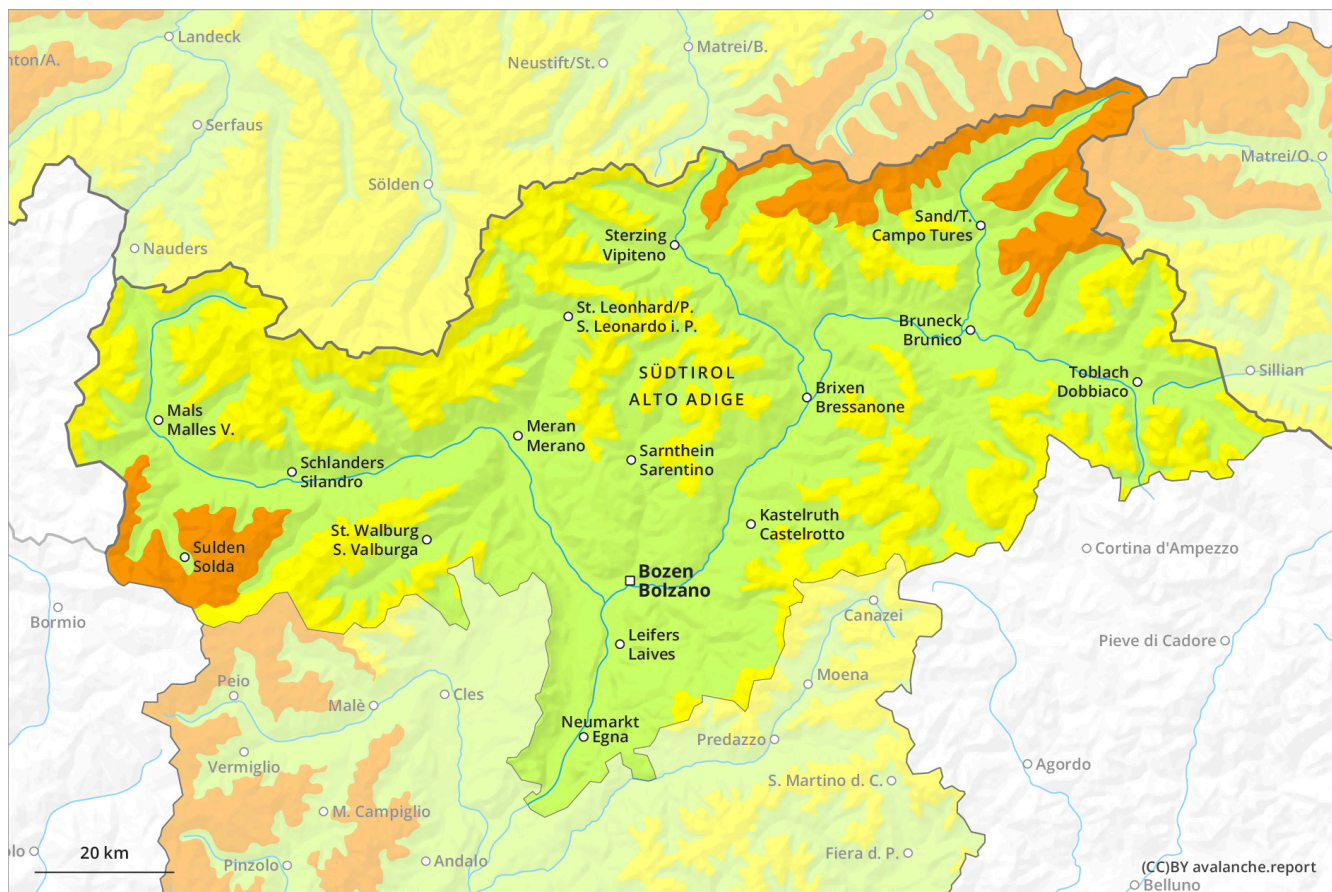 Landeck
nton/A.
Matrei/B.
Neustift/St.
Serfaus
Matrei/O.
Sölden
Nauders
Sand/T.
Campo Tures
Sterzing
Vipiteno
St. Leonhard/P.
S. Leonardo i. P.
Bruneck
Brunico
SÜDTIROL
ALTO ADIGE
Toblach
Dobbiaco
Sillian
Brixen
Bressanone
Mals
Malles V.
Meran
Merano
Schlanders
Silandro
Sarnthein
Sarentino
Kastelruth
Castelrotto
St. Walburg
S. Valburga
Sulden
Solda
Cortina d'Ampezzo
Bozen
Bolzano
Bormio
Canazei
Leifers
Laives
Pieve di Cadore
Moena
Peio
Malè
Cles
Neumarkt
Egna
Predazzo
Vermiglio
Agordo
S. Martino d. C.
M. Campiglio
olo
20 km
Pinzolo
Andalo
Fiera d. P.
(CC)BY avalanche.report
Belluno